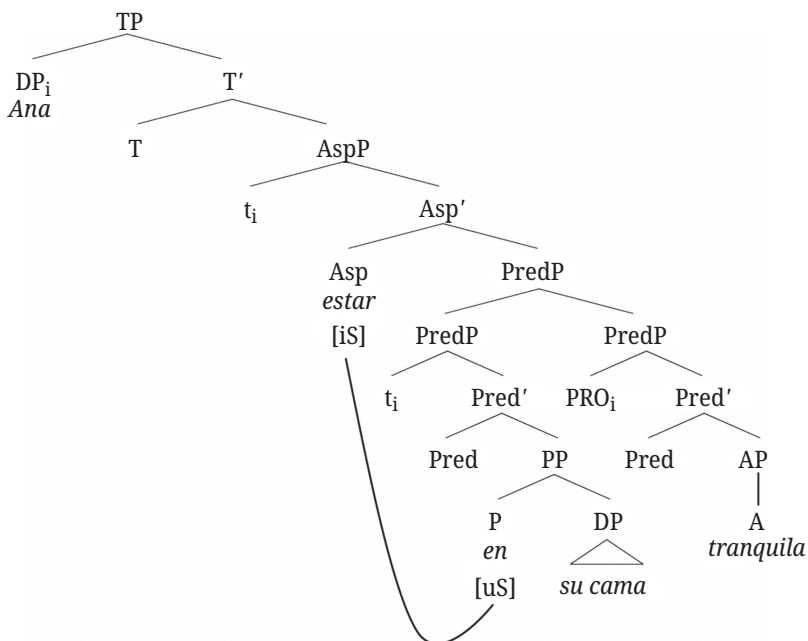 TP
DPi T′
Ana
T AspP
ti Asp′
Asp PredP
estar
[iS] PredP PredP
ti Pred′ PROi Pred′
Pred PP Pred AP
P DP A
en tranquila
[uS] su cama